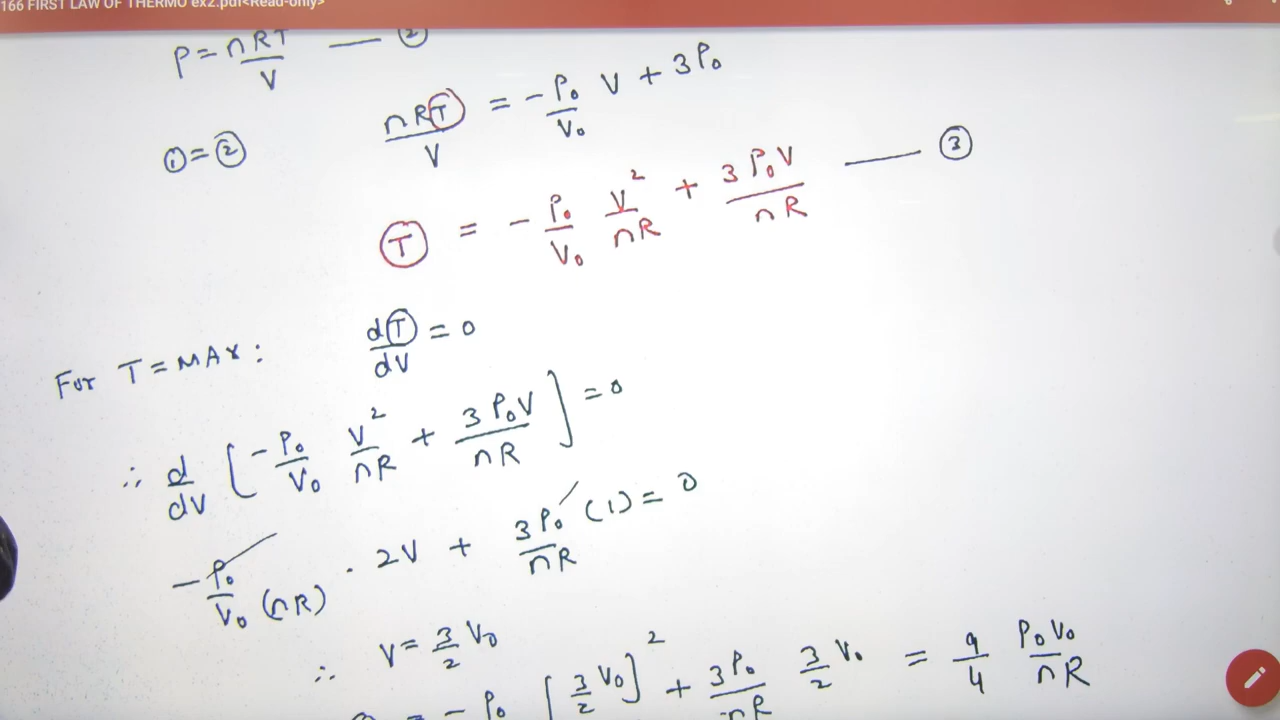 166 FIRST LAW OF THERMO ex2.pdf<Read-only>
P = nRT/V —— ②
① = ② nRT/V = - P₀/V₀ V + 3P₀
T = - P₀/V₀ V²/nR + 3P₀V/nR —— ③
For T = MAX : dT/dV = 0
∴ d/dV [ - P₀/V₀ V²/nR + 3P₀V/nR ] = 0
- P₀/V₀(nR) · 2V + 3P₀/nR (1) = 0
∴ V = 3/2 V₀
= - P₀ [3/2 V₀]² + 3P₀/nR 3/2 V₀ = 9/4 P₀V₀/nR